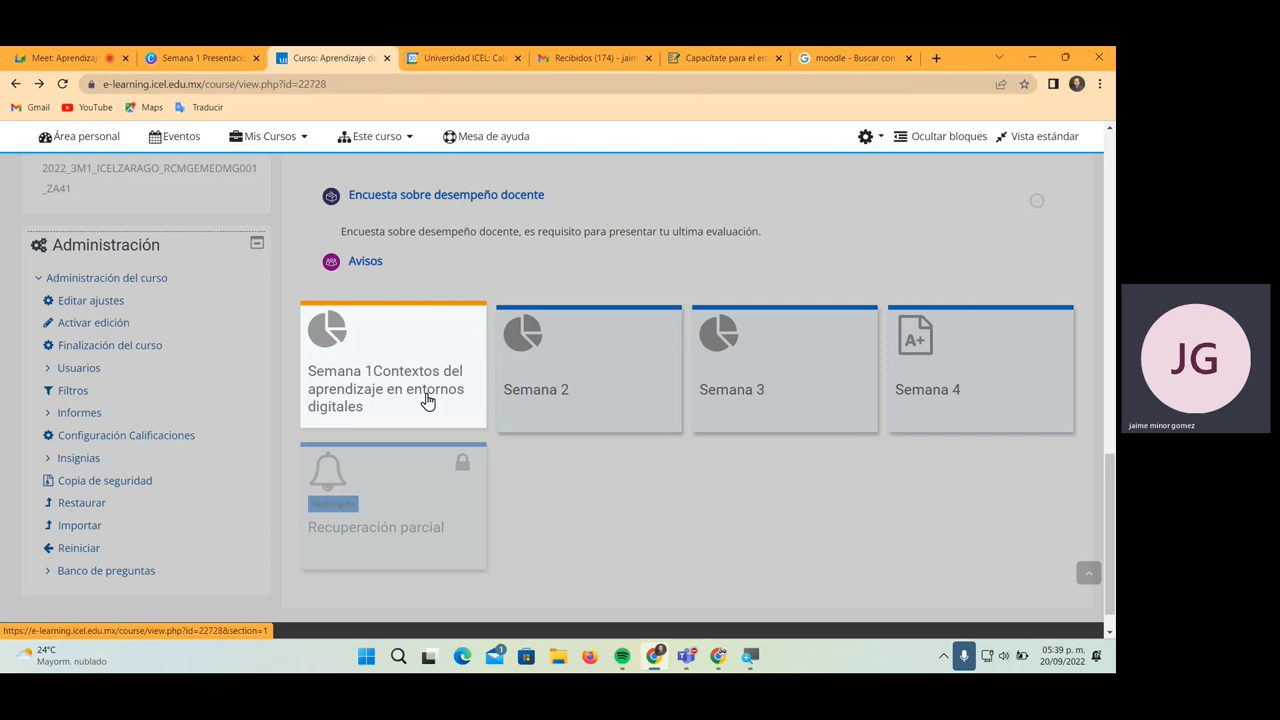 Meet: Aprendizaj
Semana 1 Presentaci
Curso: Aprendizaje de
Universidad ICEL: Cale
Recibidos (174) - jaim
Capacítate para el em
moodle - Buscar con
e-learning.icel.edu.mx/course/view.php?id=22728
Gmail
YouTube
Maps
Traducir
Área personal
Eventos
Mis Cursos
Este curso
Mesa de ayuda
Ocultar bloques
Vista estándar
2022_3M1_ICELZARAGO_RCMGEMEDMG001
_ZA41
Administración
Administración del curso
Editar ajustes
Activar edición
Finalización del curso
Usuarios
Filtros
Informes
Configuración Calificaciones
Insignias
Copia de seguridad
Restaurar
Importar
Reiniciar
Banco de preguntas
Encuesta sobre desempeño docente
Encuesta sobre desempeño docente, es requisito para presentar tu ultima evaluación.
Avisos
Semana 1Contextos del
aprendizaje en entornos
digitales
Semana 2
Semana 3
A+
Semana 4
Restringido
Recuperación parcial
https://e-learning.icel.edu.mx/course/view.php?id=22728&section=1
JG
jaime minor gomez
24°C
Mayorm. nublado
1
05:39 p. m.
20/09/2022